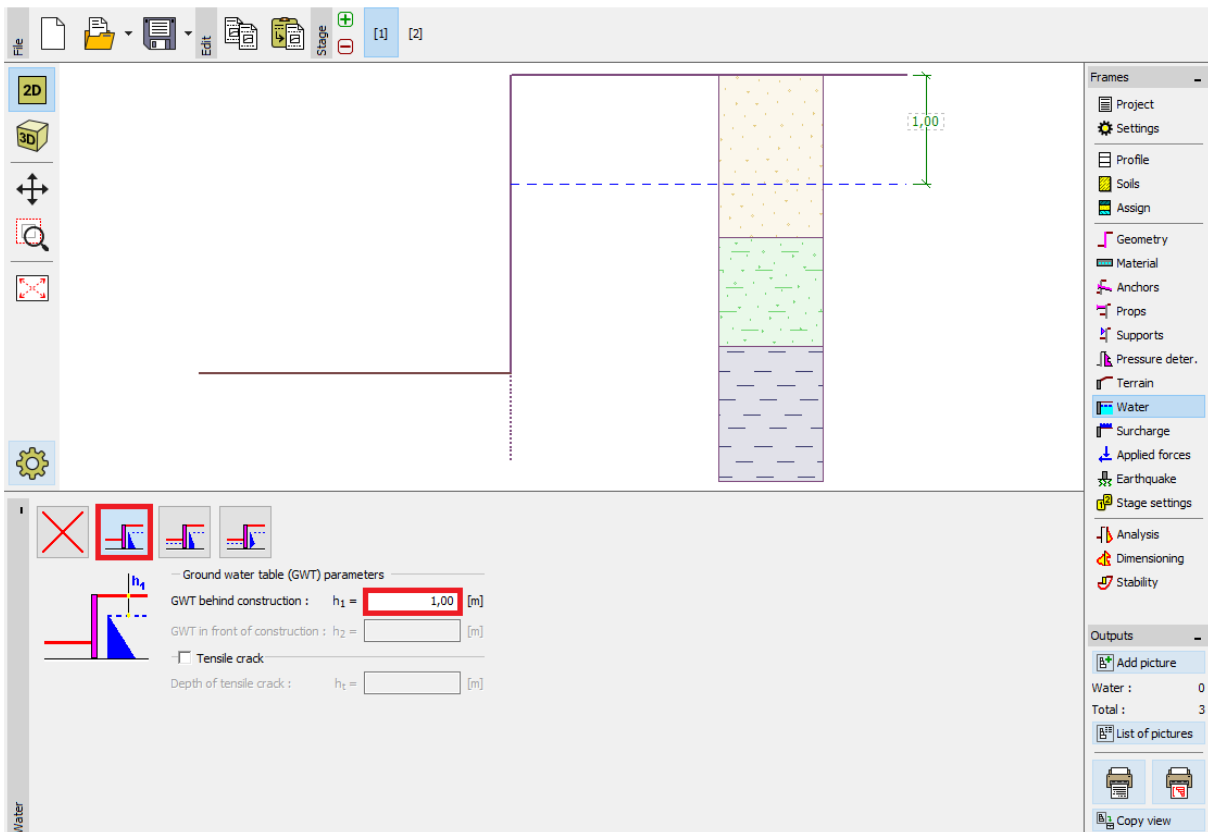 File
Edit
Stage
[1]
[2]
2D
3D
1,00
Frames
Project
Settings
Profile
Soils
Assign
Geometry
Material
Anchors
Props
Supports
Pressure deter.
Terrain
Water
Surcharge
Applied forces
Earthquake
Stage settings
Analysis
Dimensioning
Stability
h1
Ground water table (GWT) parameters
GWT behind construction : h1 = 1,00 [m]
GWT in front of construction : h2 = [m]
Tensile crack
Depth of tensile crack : ht = [m]
Water
Outputs
Add picture
Water : 0
Total : 3
List of pictures
Copy view